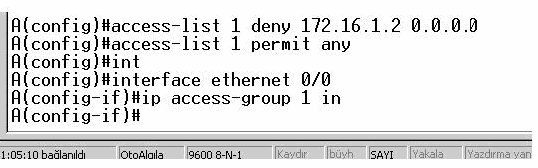 A(config)#access-list 1 deny 172.16.1.2 0.0.0.0
A(config)#access-list 1 permit any
A(config)#int
A(config)#interface ethernet 0/0
A(config-if)#ip access-group 1 in
A(config-if)#
1:05:10 bağlanıldı OtoAlgıla 9600 8-N-1 Kaydır büyh SAYI Yakala Yazdırma yan